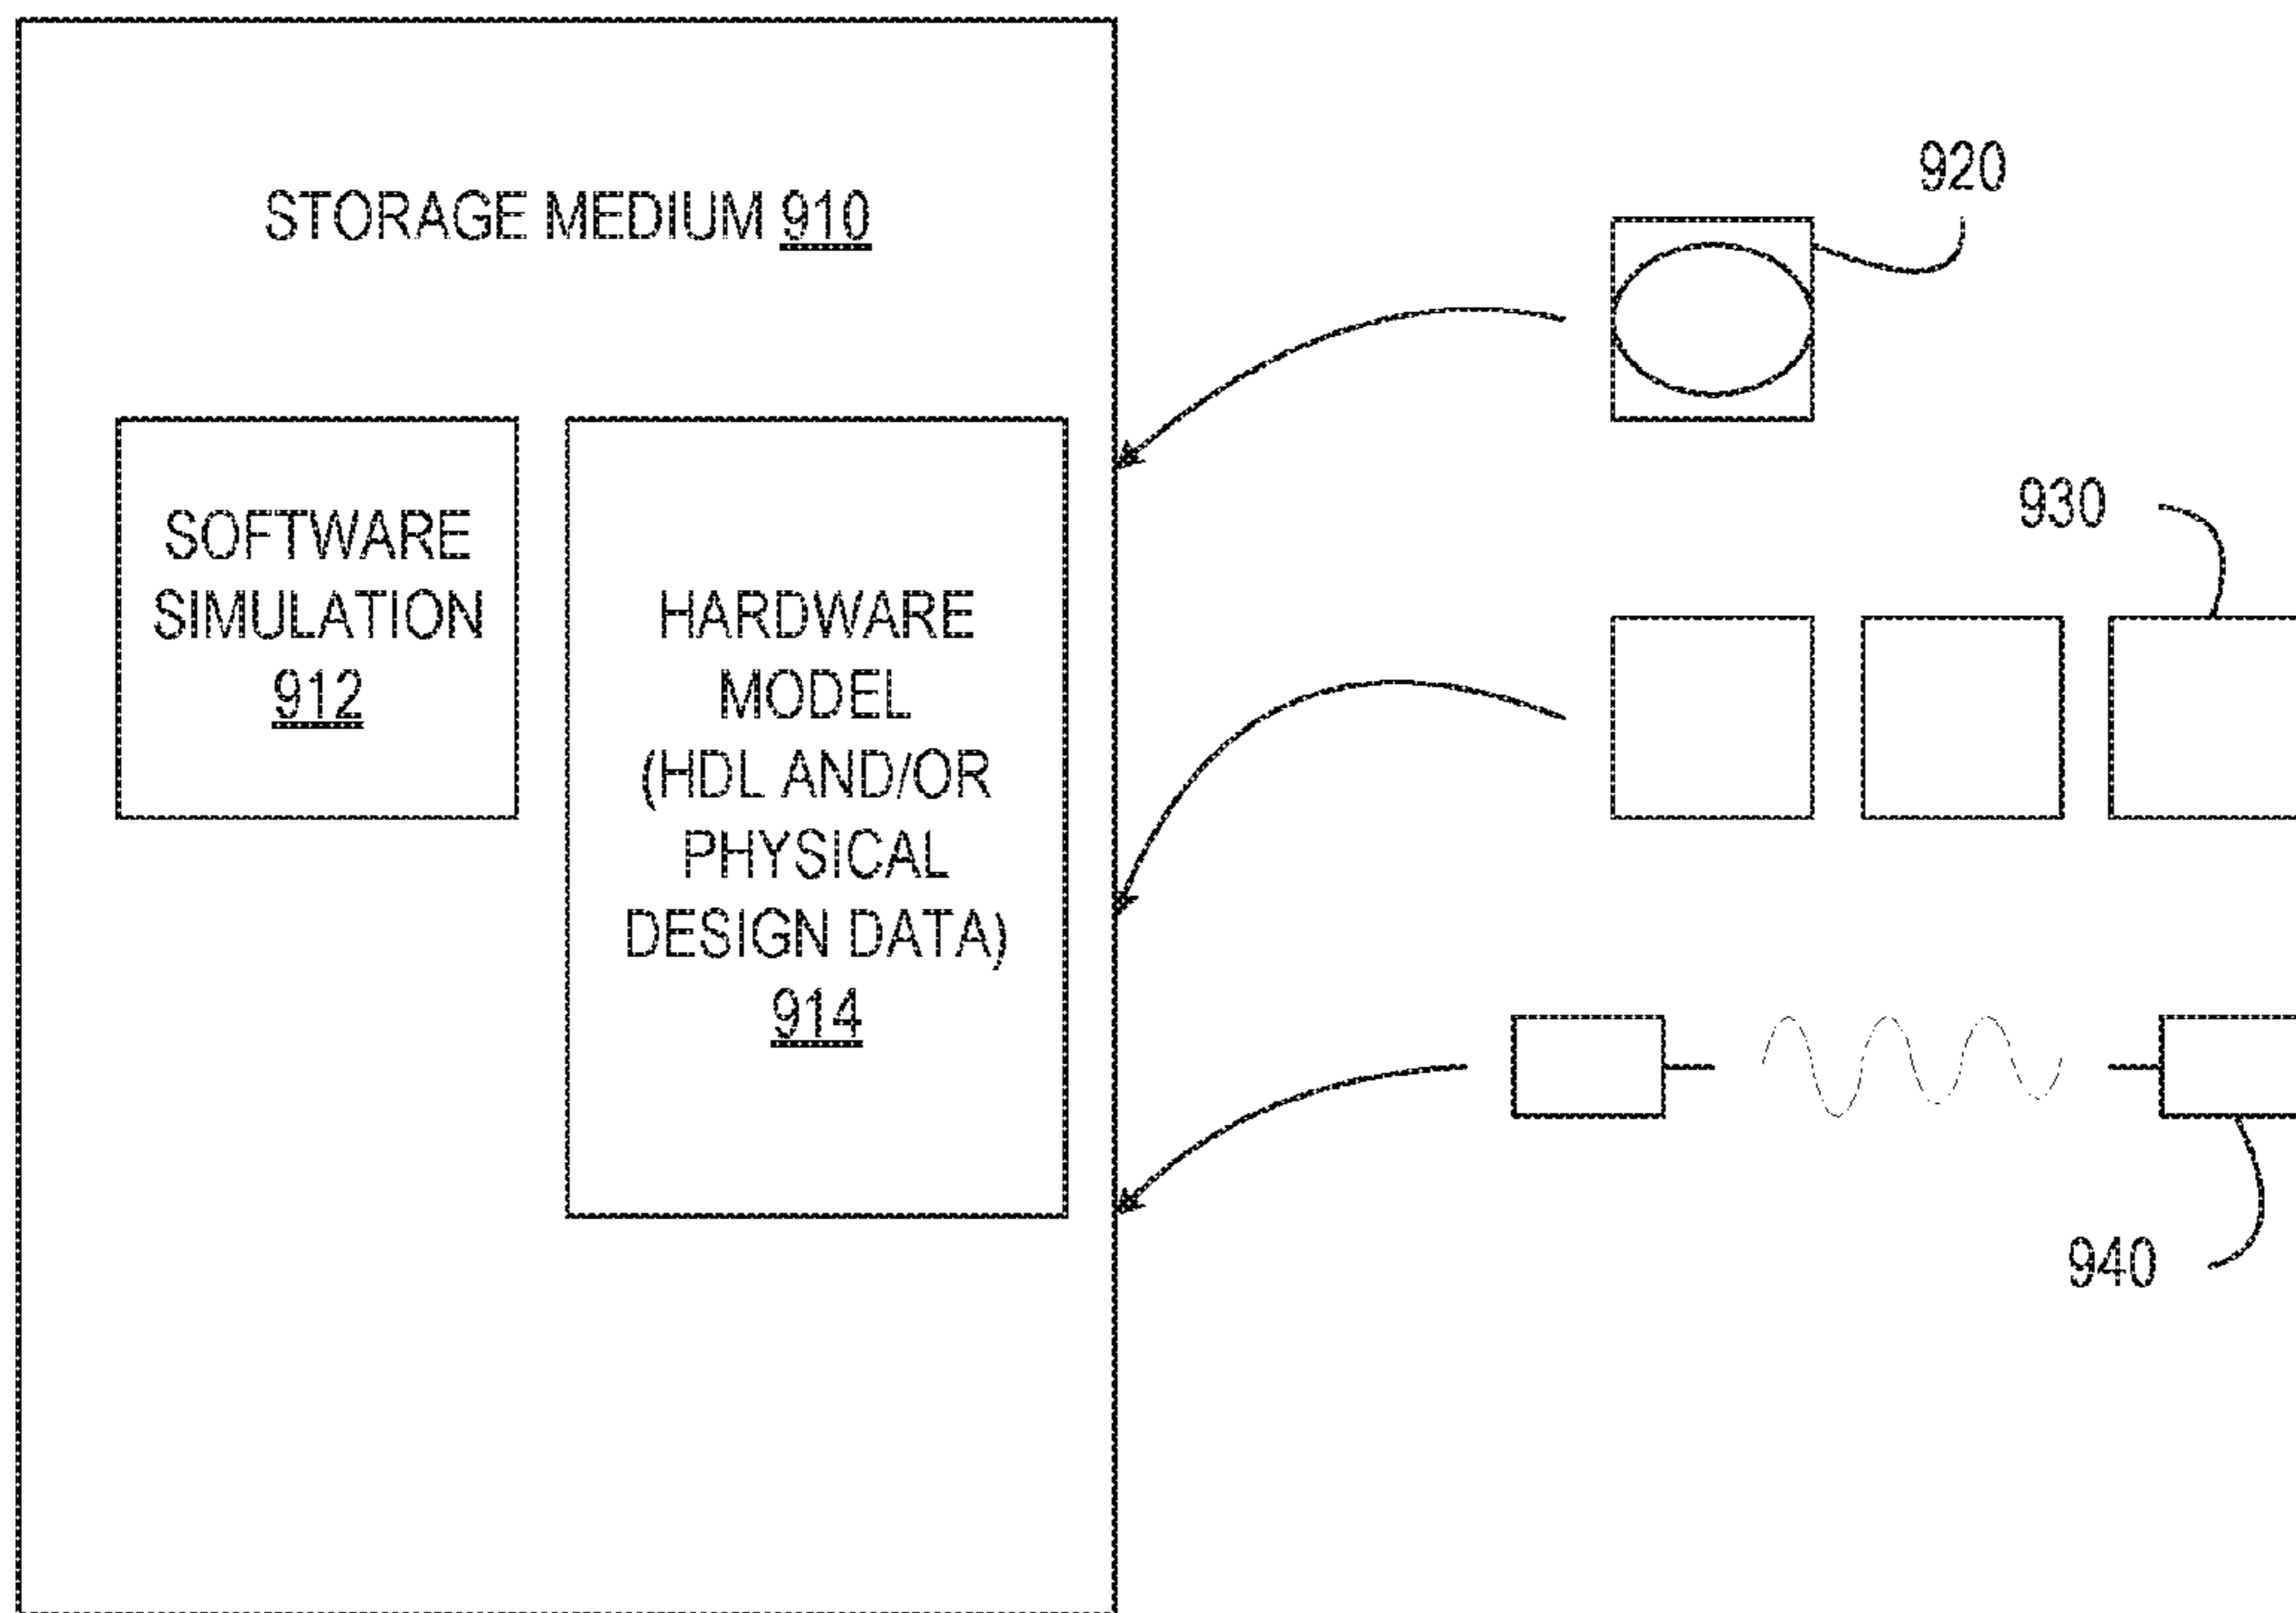 STORAGE MEDIUM 910
SOFTWARE
SIMULATION
912
HARDWARE
MODEL
(HDL AND/OR
PHYSICAL
DESIGN DATA)
914
920
930
940